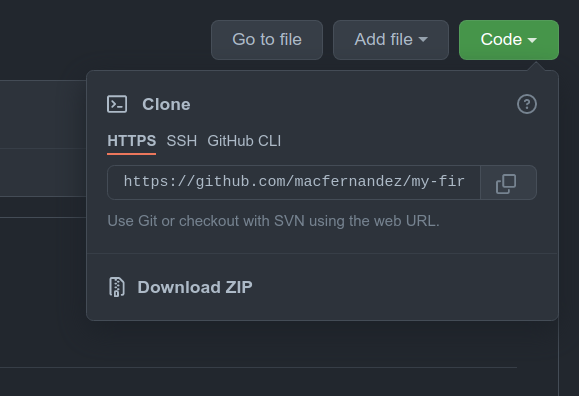 Go to file Add file Code
Clone
HTTPS SSH GitHub CLI
https://github.com/macfernandez/my-fir
Use Git or checkout with SVN using the web URL.
Download ZIP